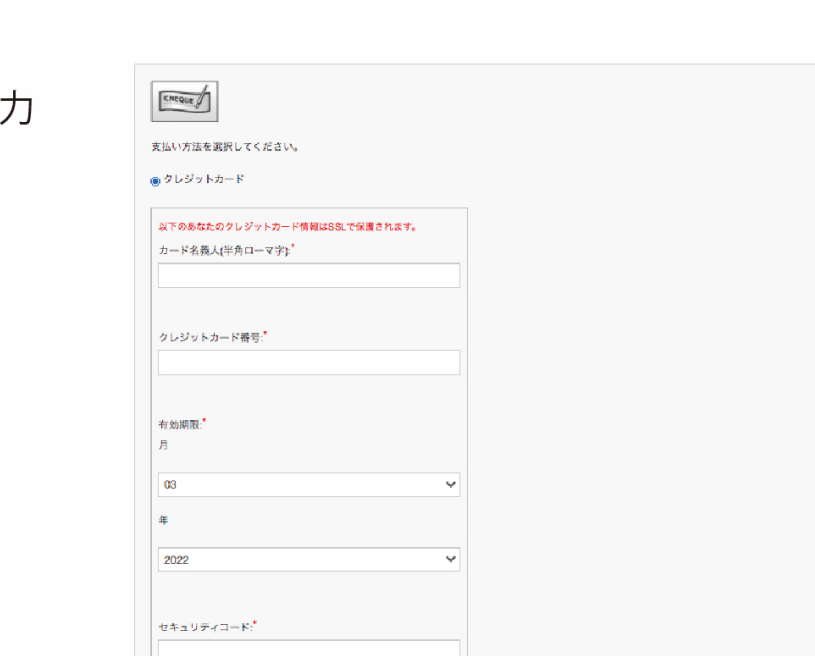 力
CHEQUE
支払い方法を選択してください。
クレジットカード
以下のあなたのクレジットカード情報はSSLで保護されます。
カード名義人(半角ローマ字):*
クレジットカード番号:*
有効期限:*
月
03
年
2022
セキュリティコード:*